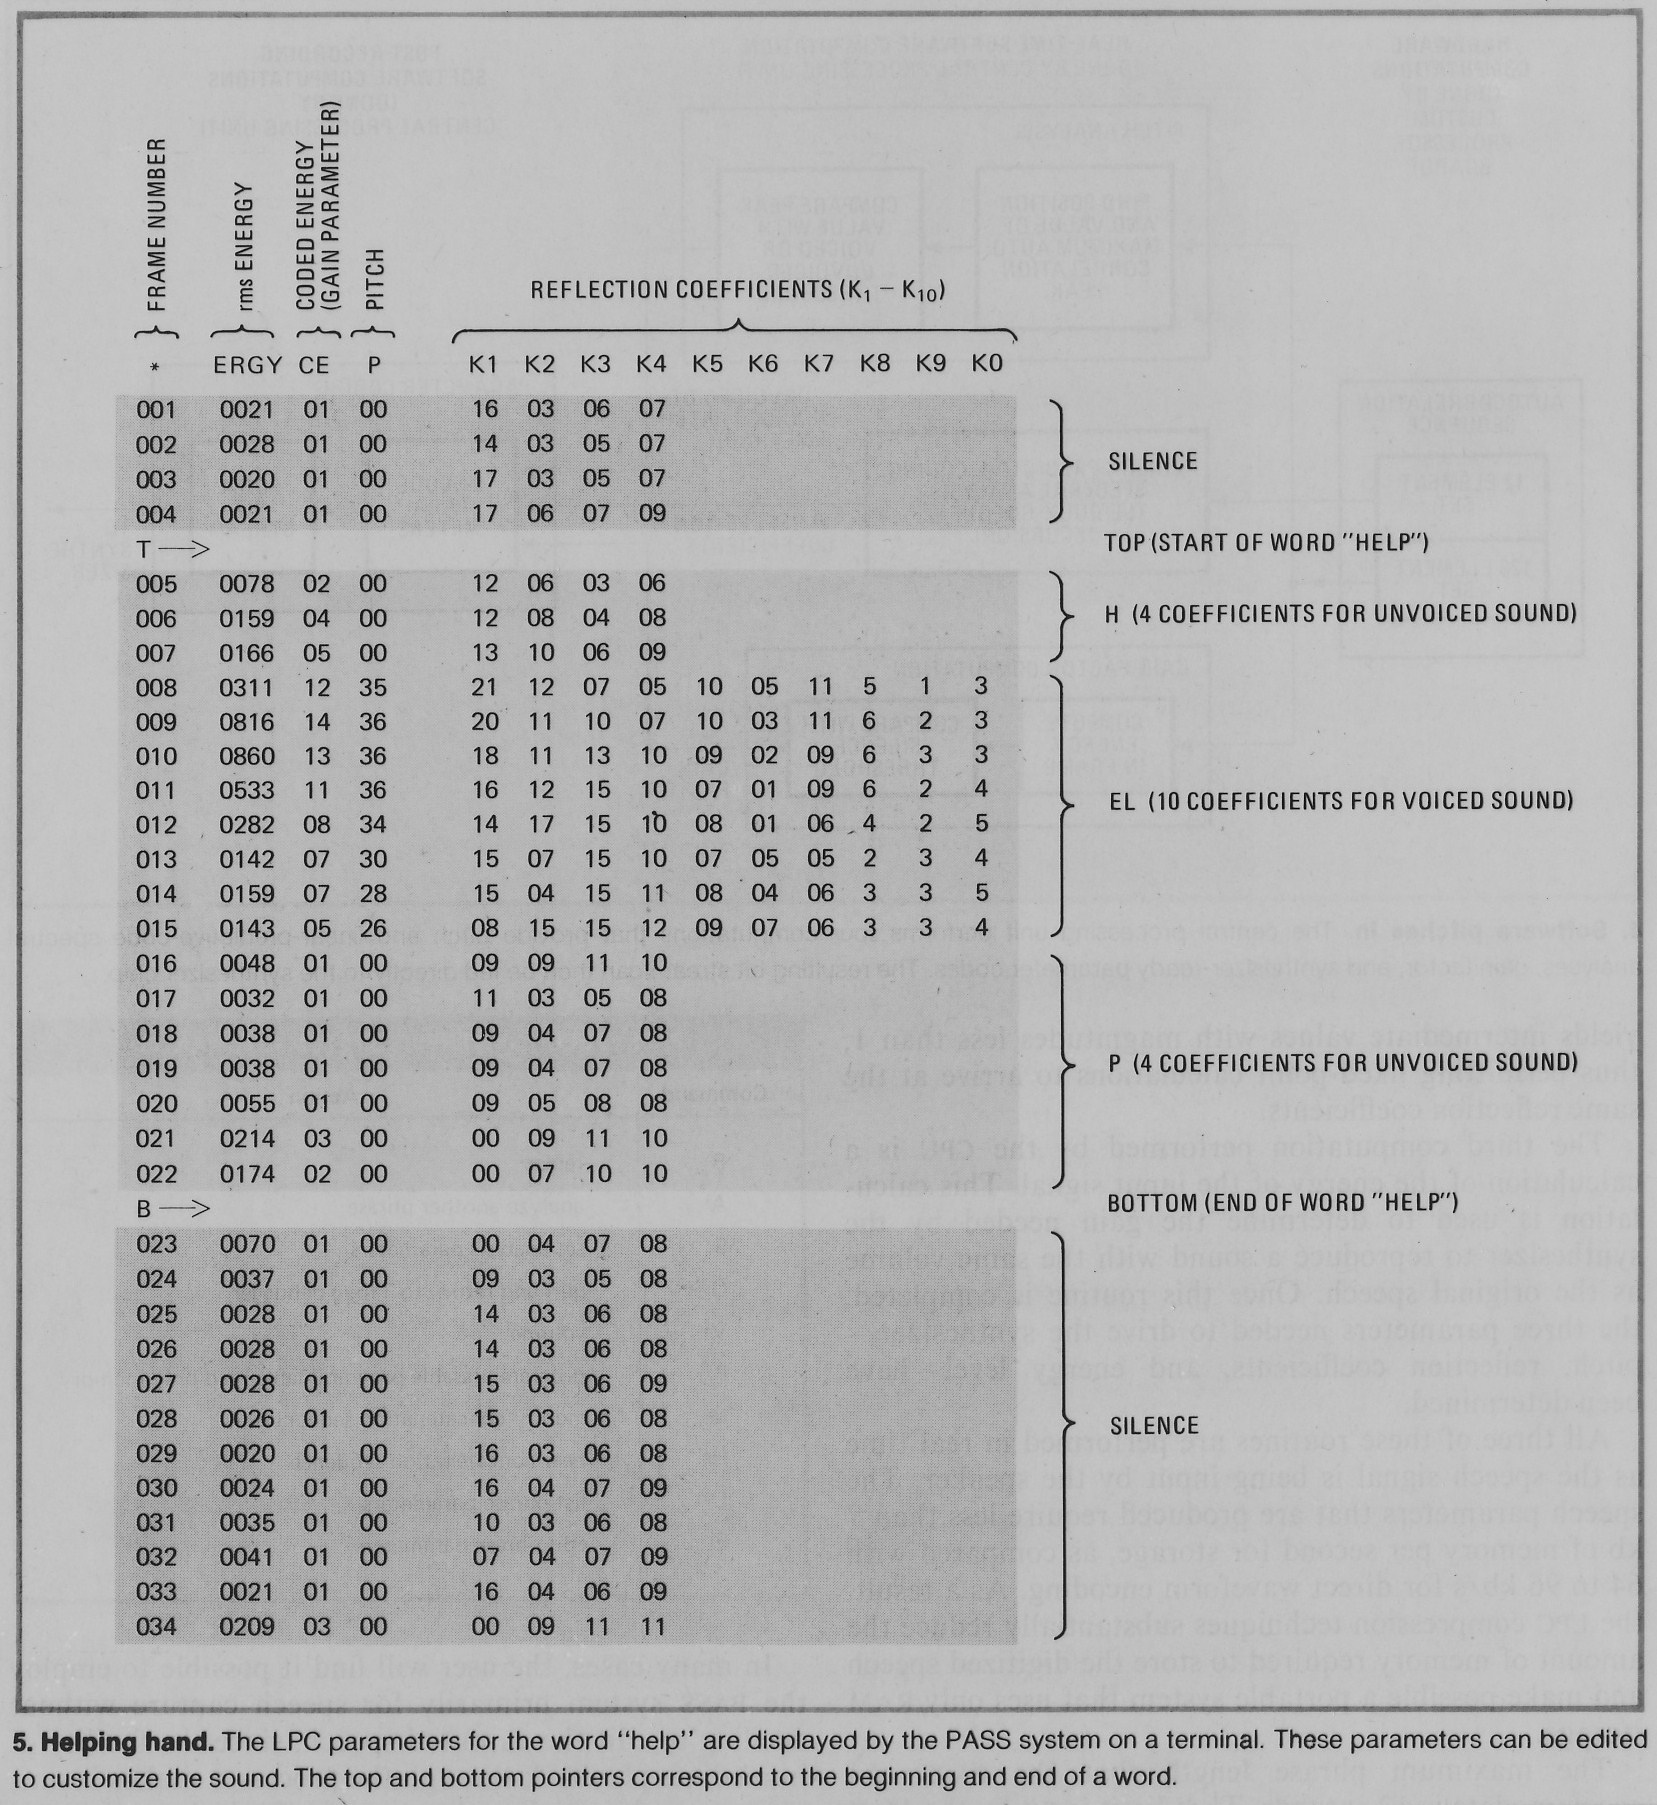 FRAME NUMBER
rms ENERGY
CODED ENERGY
(GAIN PARAMETER)
PITCH
REFLECTION COEFFICIENTS (K1 – K10)
* ERGY CE P K1 K2 K3 K4 K5 K6 K7 K8 K9 K0
001 0021 01 00 16 03 06 07
002 0028 01 00 14 03 05 07
SILENCE
003 0020 01 00 17 03 05 07
004 0021 01 00 17 06 07 09
T —> TOP (START OF WORD "HELP")
005 0078 02 00 12 06 03 06
006 0159 04 00 12 08 04 08 H (4 COEFFICIENTS FOR UNVOICED SOUND)
007 0166 05 00 13 10 06 09
008 0311 12 35 21 12 07 05 10 05 11 5 1 3
009 0816 14 36 20 11 10 07 10 03 11 6 2 3
010 0860 13 36 18 11 13 10 09 02 09 6 3 3
011 0533 11 36 16 12 15 10 07 01 09 6 2 4 EL (10 COEFFICIENTS FOR VOICED SOUND)
012 0282 08 34 14 17 15 10 08 01 06 4 2 5
013 0142 07 30 15 07 15 10 07 05 05 2 3 4
014 0159 07 28 15 04 15 11 08 04 06 3 3 5
015 0143 05 26 08 15 15 12 09 07 06 3 3 4
016 0048 01 00 09 09 11 10
017 0032 01 00 11 03 05 08
018 0038 01 00 09 04 07 08
019 0038 01 00 09 04 07 08 P (4 COEFFICIENTS FOR UNVOICED SOUND)
020 0055 01 00 09 05 08 08
021 0214 03 00 00 09 11 10
022 0174 02 00 00 07 10 10
B —> BOTTOM (END OF WORD "HELP")
023 0070 01 00 00 04 07 08
024 0037 01 00 09 03 05 08
025 0028 01 00 14 03 06 08
026 0028 01 00 14 03 06 08
027 0028 01 00 15 03 06 09
028 0026 01 00 15 03 06 08 SILENCE
029 0020 01 00 16 03 06 08
030 0024 01 00 16 04 07 09
031 0035 01 00 10 03 06 08
032 0041 01 00 07 04 07 09
033 0021 01 00 16 04 06 09
034 0209 03 00 00 09 11 11
5. Helping hand. The LPC parameters for the word "help" are displayed by the PASS system on a terminal. These parameters can be edited
to customize the sound. The top and bottom pointers correspond to the beginning and end of a word.